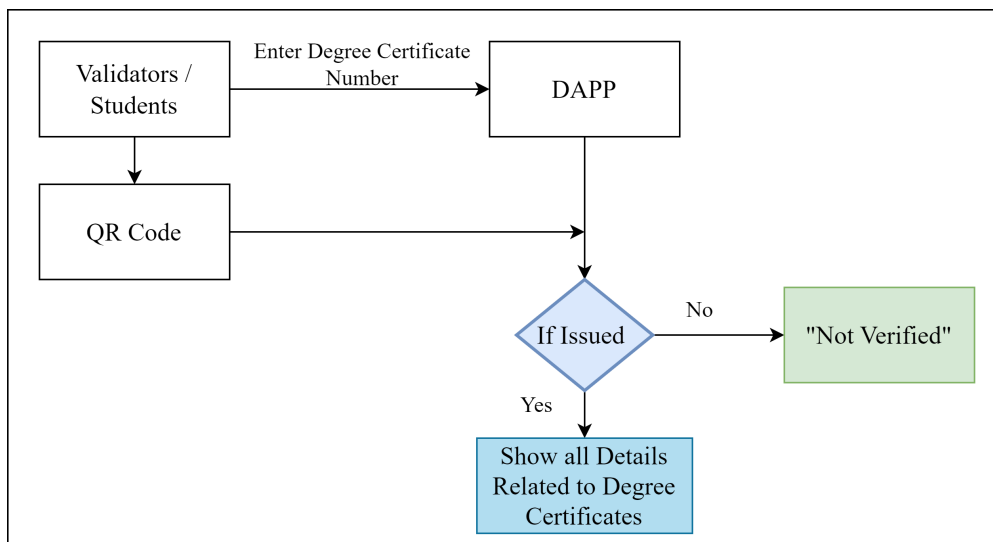 Validators /
Students
Enter Degree Certificate
Number
DAPP
QR Code
If Issued
No
"Not Verified"
Yes
Show all Details
Related to Degree
Certificates